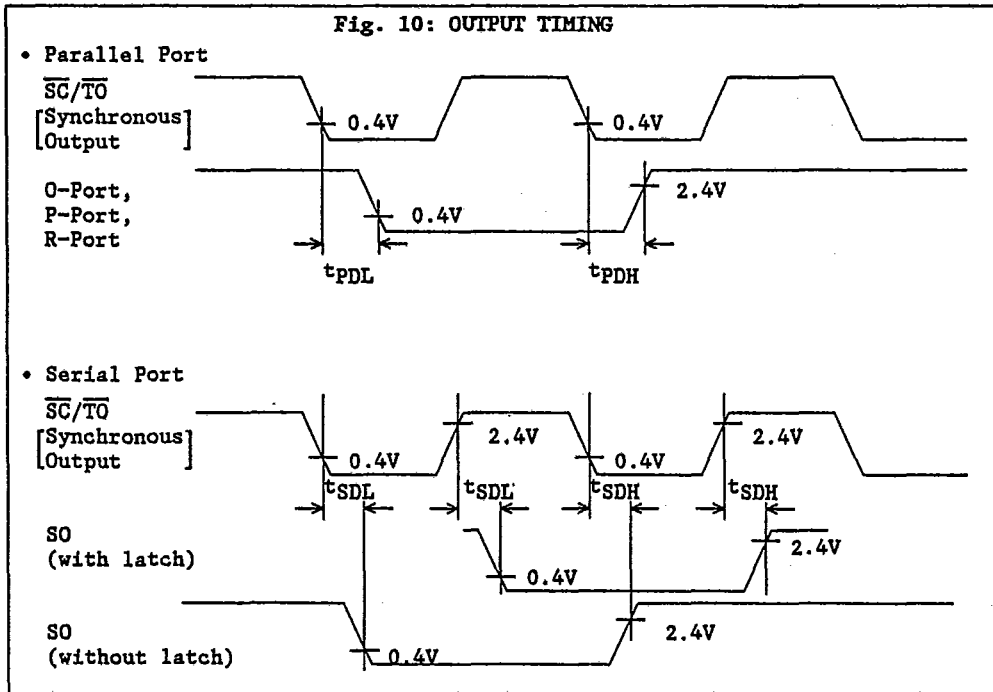 Fig. 10: OUTPUT TIMING
• Parallel Port
SC/TO
[Synchronous
Output]
0.4V
0.4V
O-Port,
P-Port,
R-Port
0.4V
2.4V
tPDL
tPDH
• Serial Port
SC/TO
[Synchronous
Output]
0.4V
2.4V
0.4V
2.4V
tSDL
tSDL
tSDH
tSDH
SO
(with latch)
0.4V
2.4V
SO
(without latch)
0.4V
2.4V